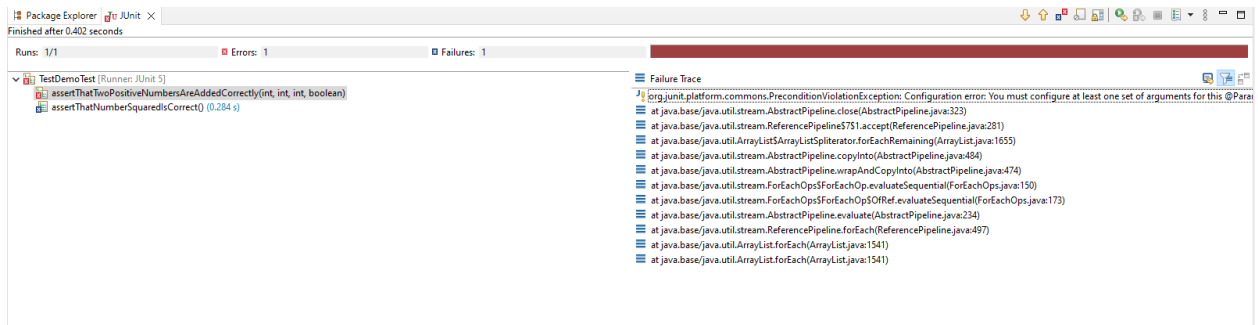 Package Explorer JUnit
Finished after 0.402 seconds
Runs: 1/1 Errors: 1 Failures: 1
TestDemoTest [Runner: JUnit 5]
assertThatTwoPositiveNumbersAreAddedCorrectly(int, int, int, boolean)
assertThatNumberSquaredIsCorrect() (0.284 s)
Failure Trace
org.junit.platform.commons.PreconditionViolationException: Configuration error: You must configure at least one set of arguments for this @Para
at java.base/java.util.stream.AbstractPipeline.close(AbstractPipeline.java:323)
at java.base/java.util.stream.ReferencePipeline$7$1.accept(ReferencePipeline.java:281)
at java.base/java.util.ArrayList$ArrayListSpliterator.forEachRemaining(ArrayList.java:1655)
at java.base/java.util.stream.AbstractPipeline.copyInto(AbstractPipeline.java:484)
at java.base/java.util.stream.AbstractPipeline.wrapAndCopyInto(AbstractPipeline.java:474)
at java.base/java.util.stream.ForEachOps$ForEachOp.evaluateSequential(ForEachOps.java:150)
at java.base/java.util.stream.ForEachOps$ForEachOp$OfRef.evaluateSequential(ForEachOps.java:173)
at java.base/java.util.stream.AbstractPipeline.evaluate(AbstractPipeline.java:234)
at java.base/java.util.stream.ReferencePipeline.forEach(ReferencePipeline.java:497)
at java.base/java.util.ArrayList.forEach(ArrayList.java:1541)
at java.base/java.util.ArrayList.forEach(ArrayList.java:1541)